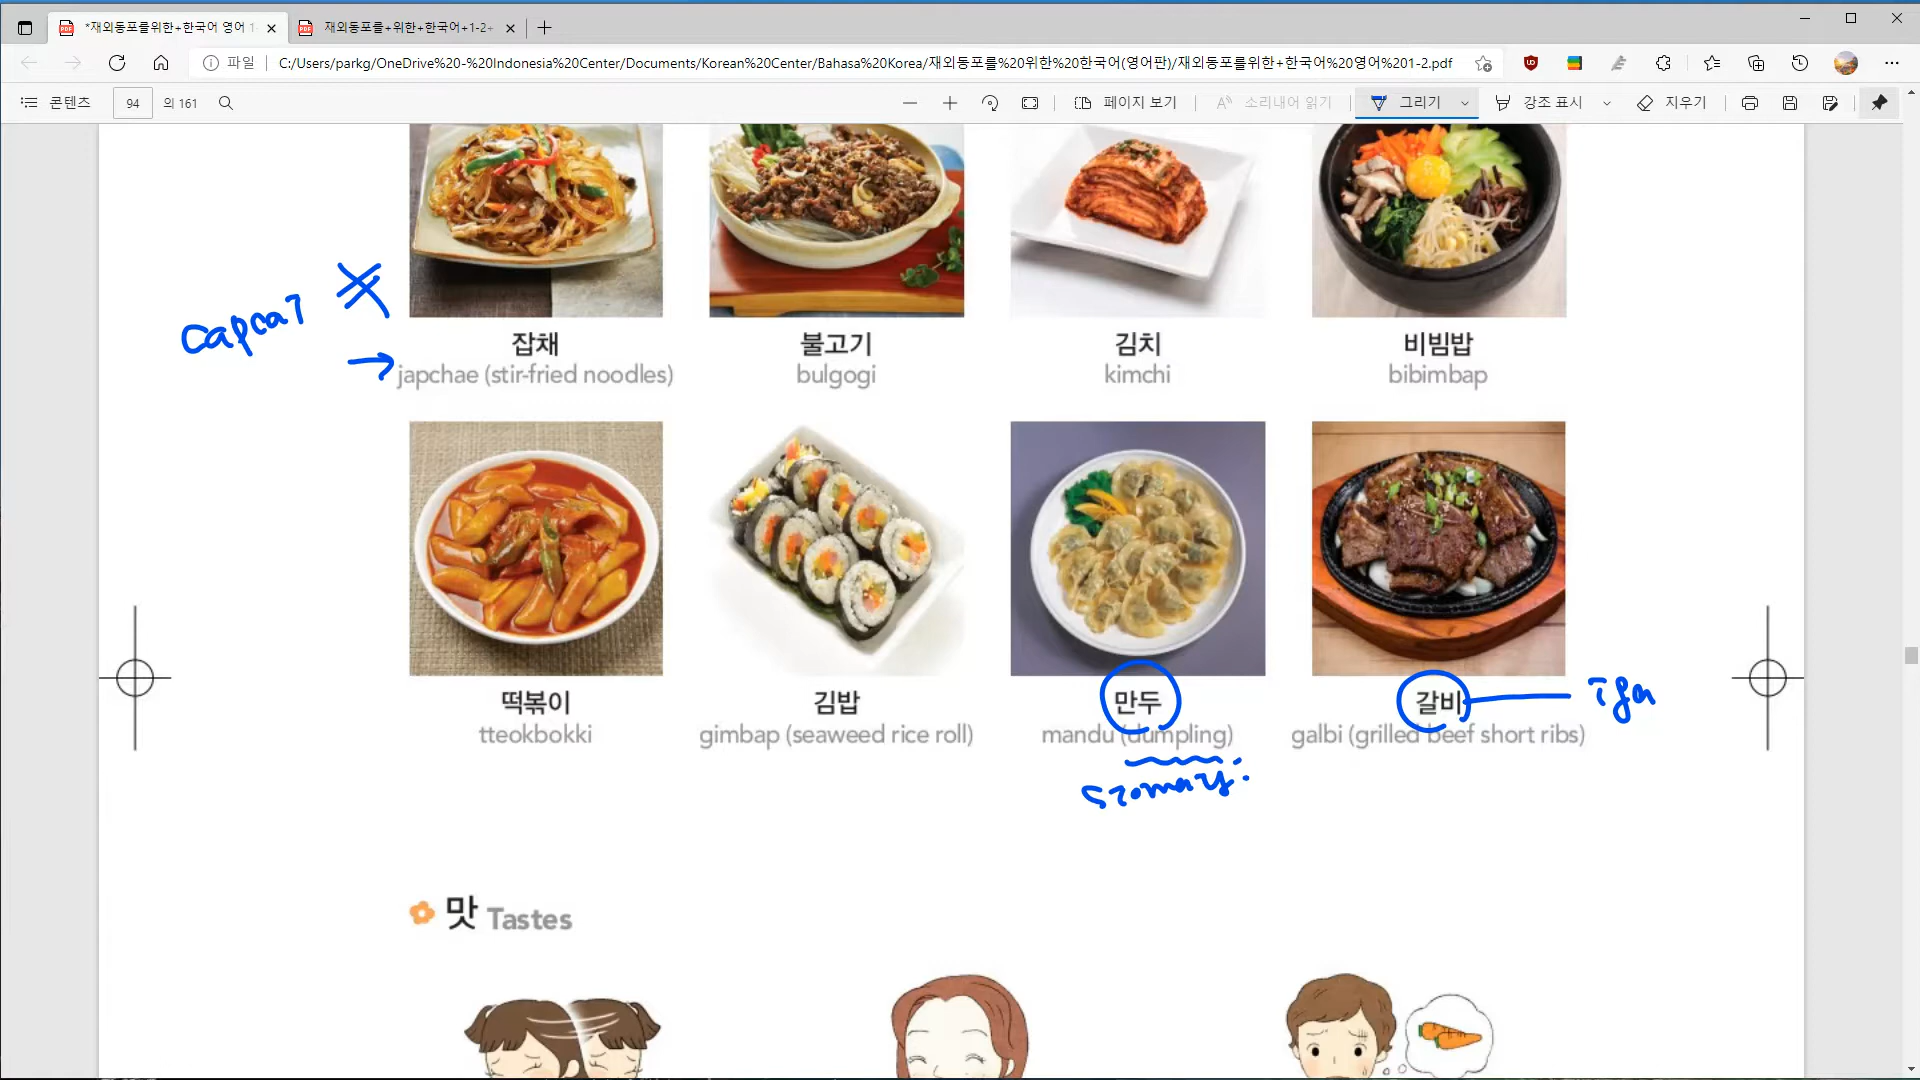 *재외동포를위한+한국어 영어 1-
재외동포를+위한+한국어+1-2+
파일
C:/Users/parkg/OneDrive%20-%20Indonesia%20Center/Documents/Korean%20Center/Bahasa%20Korea/재외동포를%20위한%20한국어(영어판)/재외동포를위한+한국어%20영어%201-2.pdf
콘텐츠
94
의 161
페이지 보기
소리내어 읽기
그리기
강조 표시
지우기
capcai
잡채
불고기
김치
비빔밥
japchae (stir-fried noodles)
bulgogi
kimchi
bibimbap
떡볶이
김밥
만두
갈비
iga
tteokbokki
gimbap (seaweed rice roll)
mandu (dumpling)
galbi (grilled beef short ribs)
siomay
맛 Tastes